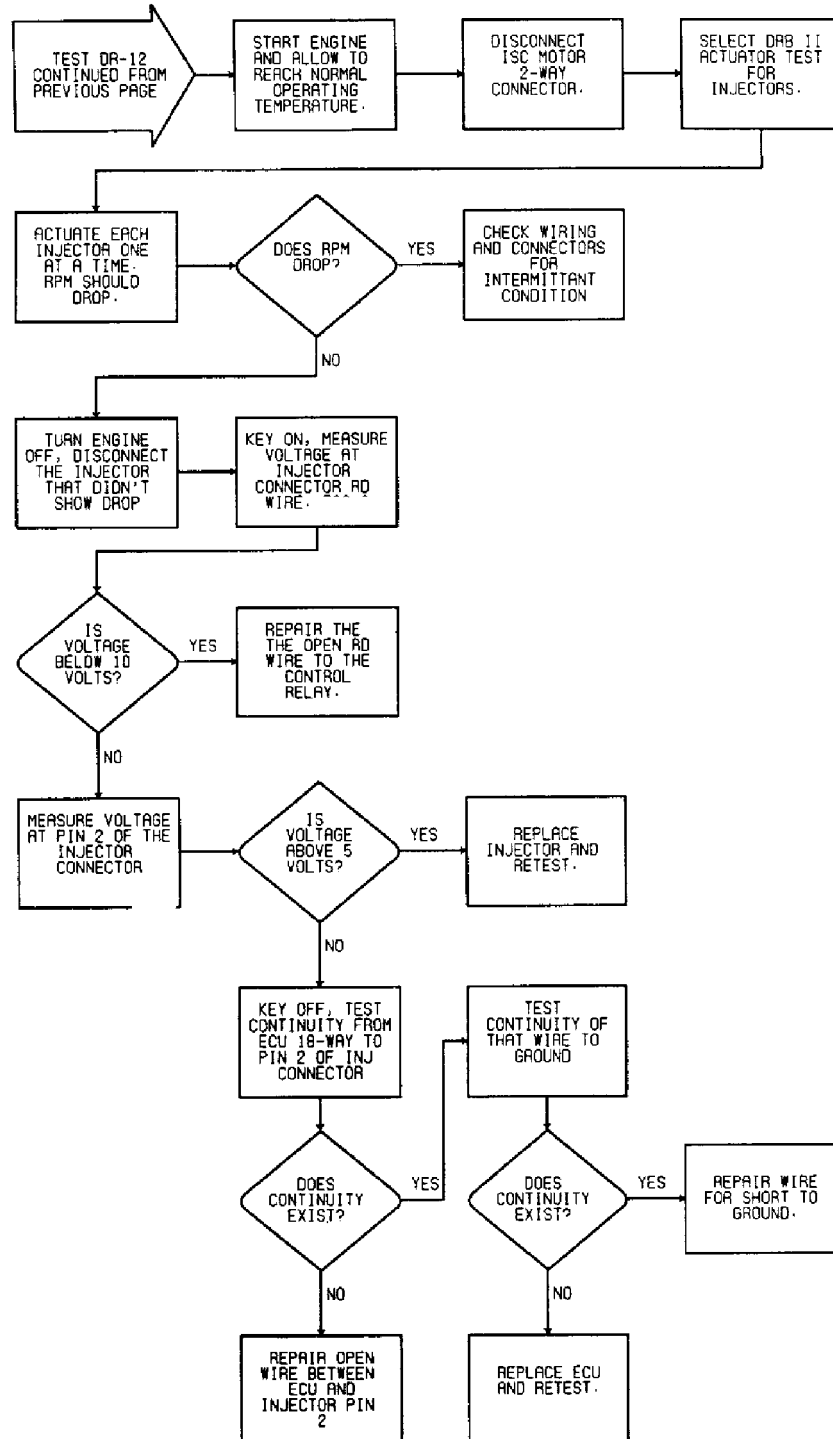 TEST DR-12
CONTINUED FROM
PREVIOUS PAGE
START ENGINE
AND ALLOW TO
REACH NORMAL
OPERATING
TEMPERATURE.
DISCONNECT
ISC MOTOR
2-WAY
CONNECTOR.
SELECT DRB II
ACTUATOR TEST
FOR
INJECTORS.
ACTUATE EACH
INJECTOR ONE
AT A TIME.
RPM SHOULD
DROP.
DOES RPM
DROP?
YES
CHECK WIRING
AND CONNECTORS
FOR
INTERMITTANT
CONDITION
NO
TURN ENGINE
OFF, DISCONNECT
THE INJECTOR
THAT DIDN'T
SHOW DROP
KEY ON, MEASURE
VOLTAGE AT
INJECTOR
CONNECTOR RD
WIRE.
IS
VOLTAGE
BELOW 10
VOLTS?
YES
REPAIR THE
THE OPEN RD
WIRE TO THE
CONTROL
RELAY.
NO
MEASURE VOLTAGE
AT PIN 2 OF THE
INJECTOR
CONNECTOR
IS
VOLTAGE
ABOVE 5
VOLTS?
YES
REPLACE
INJECTOR AND
RETEST.
NO
KEY OFF, TEST
CONTINUITY FROM
ECU 18-WAY TO
PIN 2 OF INJ
CONNECTOR
TEST
CONTINUITY OF
THAT WIRE TO
GROUND
DOES
CONTINUITY
EXIST?
YES
DOES
CONTINUITY
EXIST?
YES
REPAIR WIRE
FOR SHORT TO
GROUND.
NO
NO
REPAIR OPEN
WIRE BETWEEN
ECU AND
INJECTOR PIN
2
REPLACE ECU
AND RETEST.